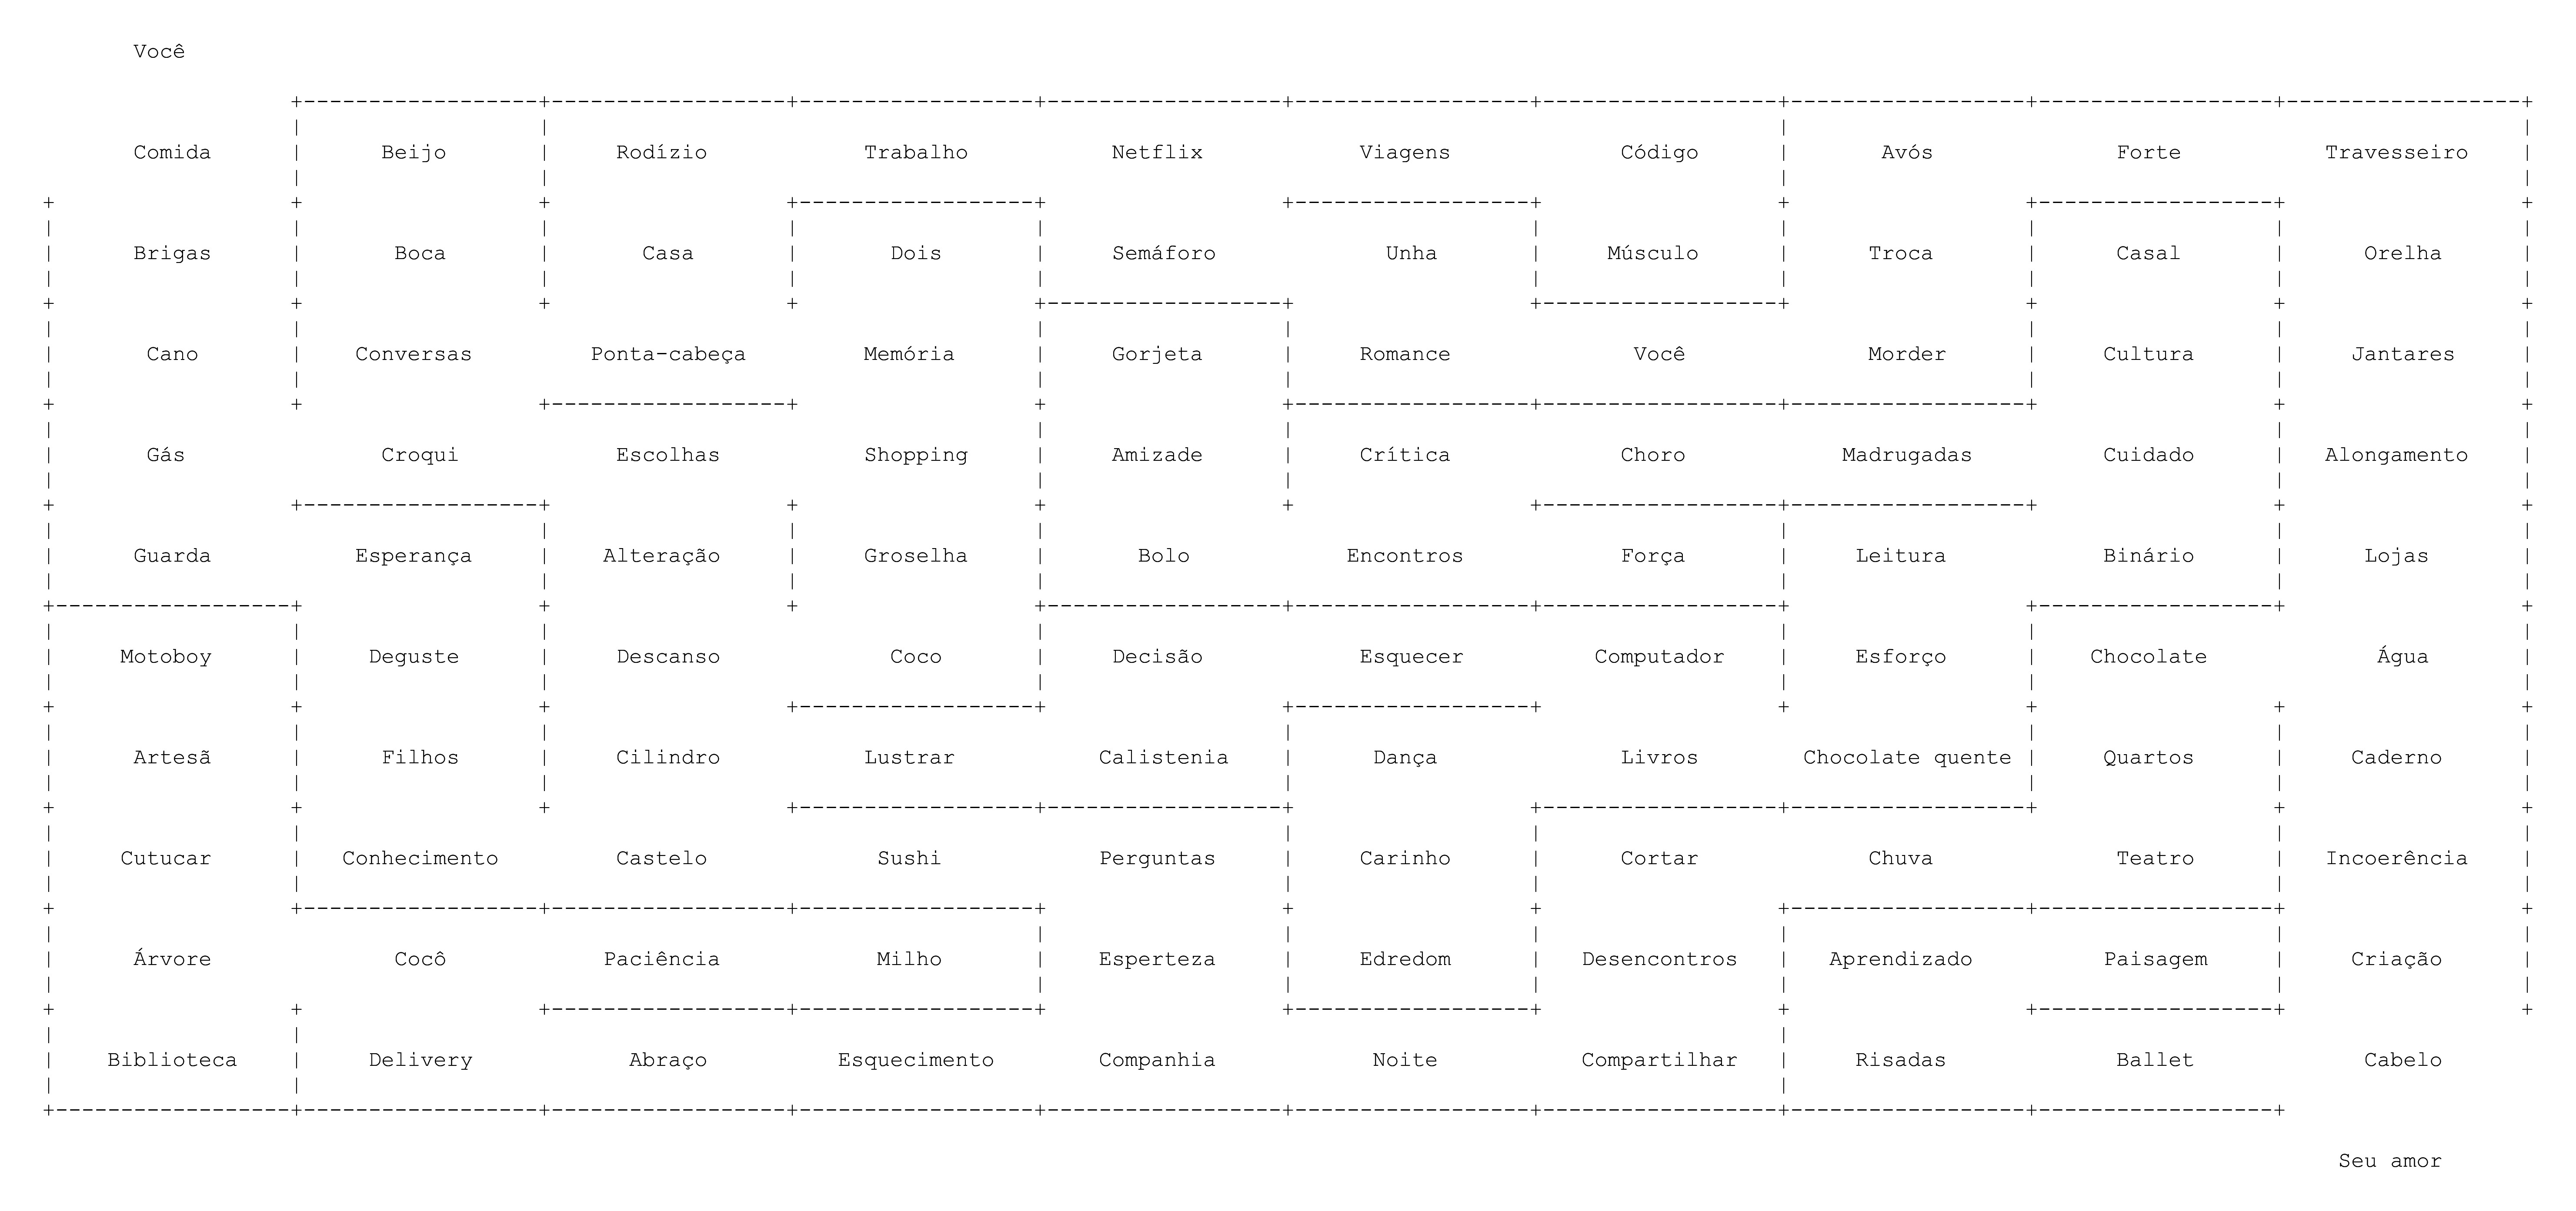 Você
Comida Beijo Rodízio Trabalho Netflix Viagens Código Avós Forte Travesseiro
Brigas Boca Casa Dois Semáforo Unha Músculo Troca Casal Orelha
Cano Conversas Ponta-cabeça Memória Gorjeta Romance Você Morder Cultura Jantares
Gás Croqui Escolhas Shopping Amizade Crítica Choro Madrugadas Cuidado Alongamento
Guarda Esperança Alteração Groselha Bolo Encontros Força Leitura Binário Lojas
Motoboy Deguste Descanso Coco Decisão Esquecer Computador Esforço Chocolate Água
Artesã Filhos Cilindro Lustrar Calistenia Dança Livros Chocolate quente Quartos Caderno
Cutucar Conhecimento Castelo Sushi Perguntas Carinho Cortar Chuva Teatro Incoerência
Árvore Cocô Paciência Milho Esperteza Edredom Desencontros Aprendizado Paisagem Criação
Biblioteca Delivery Abraço Esquecimento Companhia Noite Compartilhar Risadas Ballet Cabelo
Seu amor